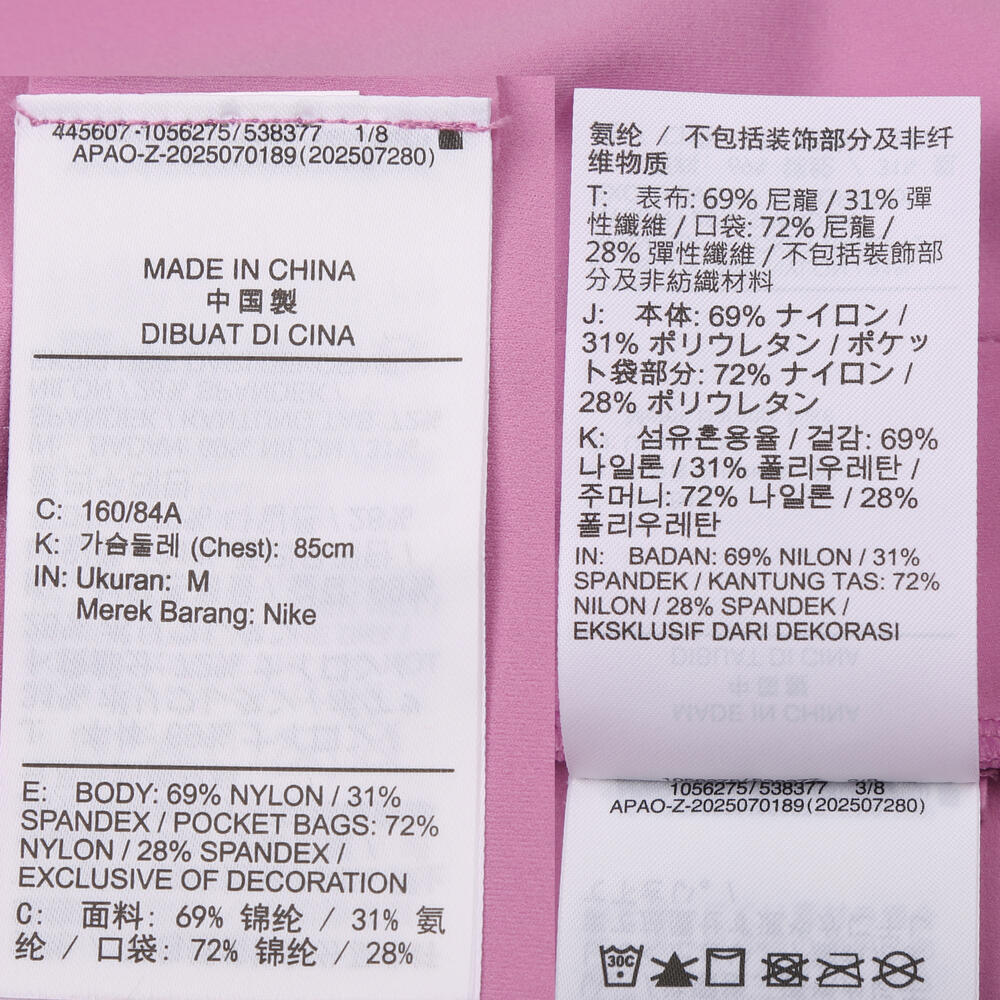 445607-1056275/538377 1/8
APAO-Z-2025070189(202507280)
MADE IN CHINA
中国製
DIBUAT DI CINA
C: 160/84A
K: 가슴둘레 (Chest): 85cm
IN: Ukuran: M
Merek Barang: Nike
E: BODY: 69% NYLON / 31%
SPANDEX / POCKET BAGS: 72%
NYLON / 28% SPANDEX /
EXCLUSIVE OF DECORATION
C: 面料: 69% 锦纶 / 31% 氨
纶 / 口袋: 72% 锦纶 / 28%
氨纶 / 不包括装饰部分及非纤
维物质
T: 表布: 69% 尼龍 / 31% 彈
性纖維 / 口袋: 72% 尼龍 /
28% 彈性纖維 / 不包括裝飾部
分及非紡織材料
J: 本体: 69% ナイロン /
31% ポリウレタン / ポケッ
ト袋部分: 72% ナイロン /
28% ポリウレタン
K: 섬유혼용율 / 겉감: 69%
나일론 / 31% 폴리우레탄 /
주머니: 72% 나일론 / 28%
폴리우레탄
IN: BADAN: 69% NILON / 31%
SPANDEK / KANTUNG TAS: 72%
NILON / 28% SPANDEK /
EKSKLUSIF DARI DEKORASI
1056275/538377 3/8
APAO-Z-2025070189(202507280)
30C